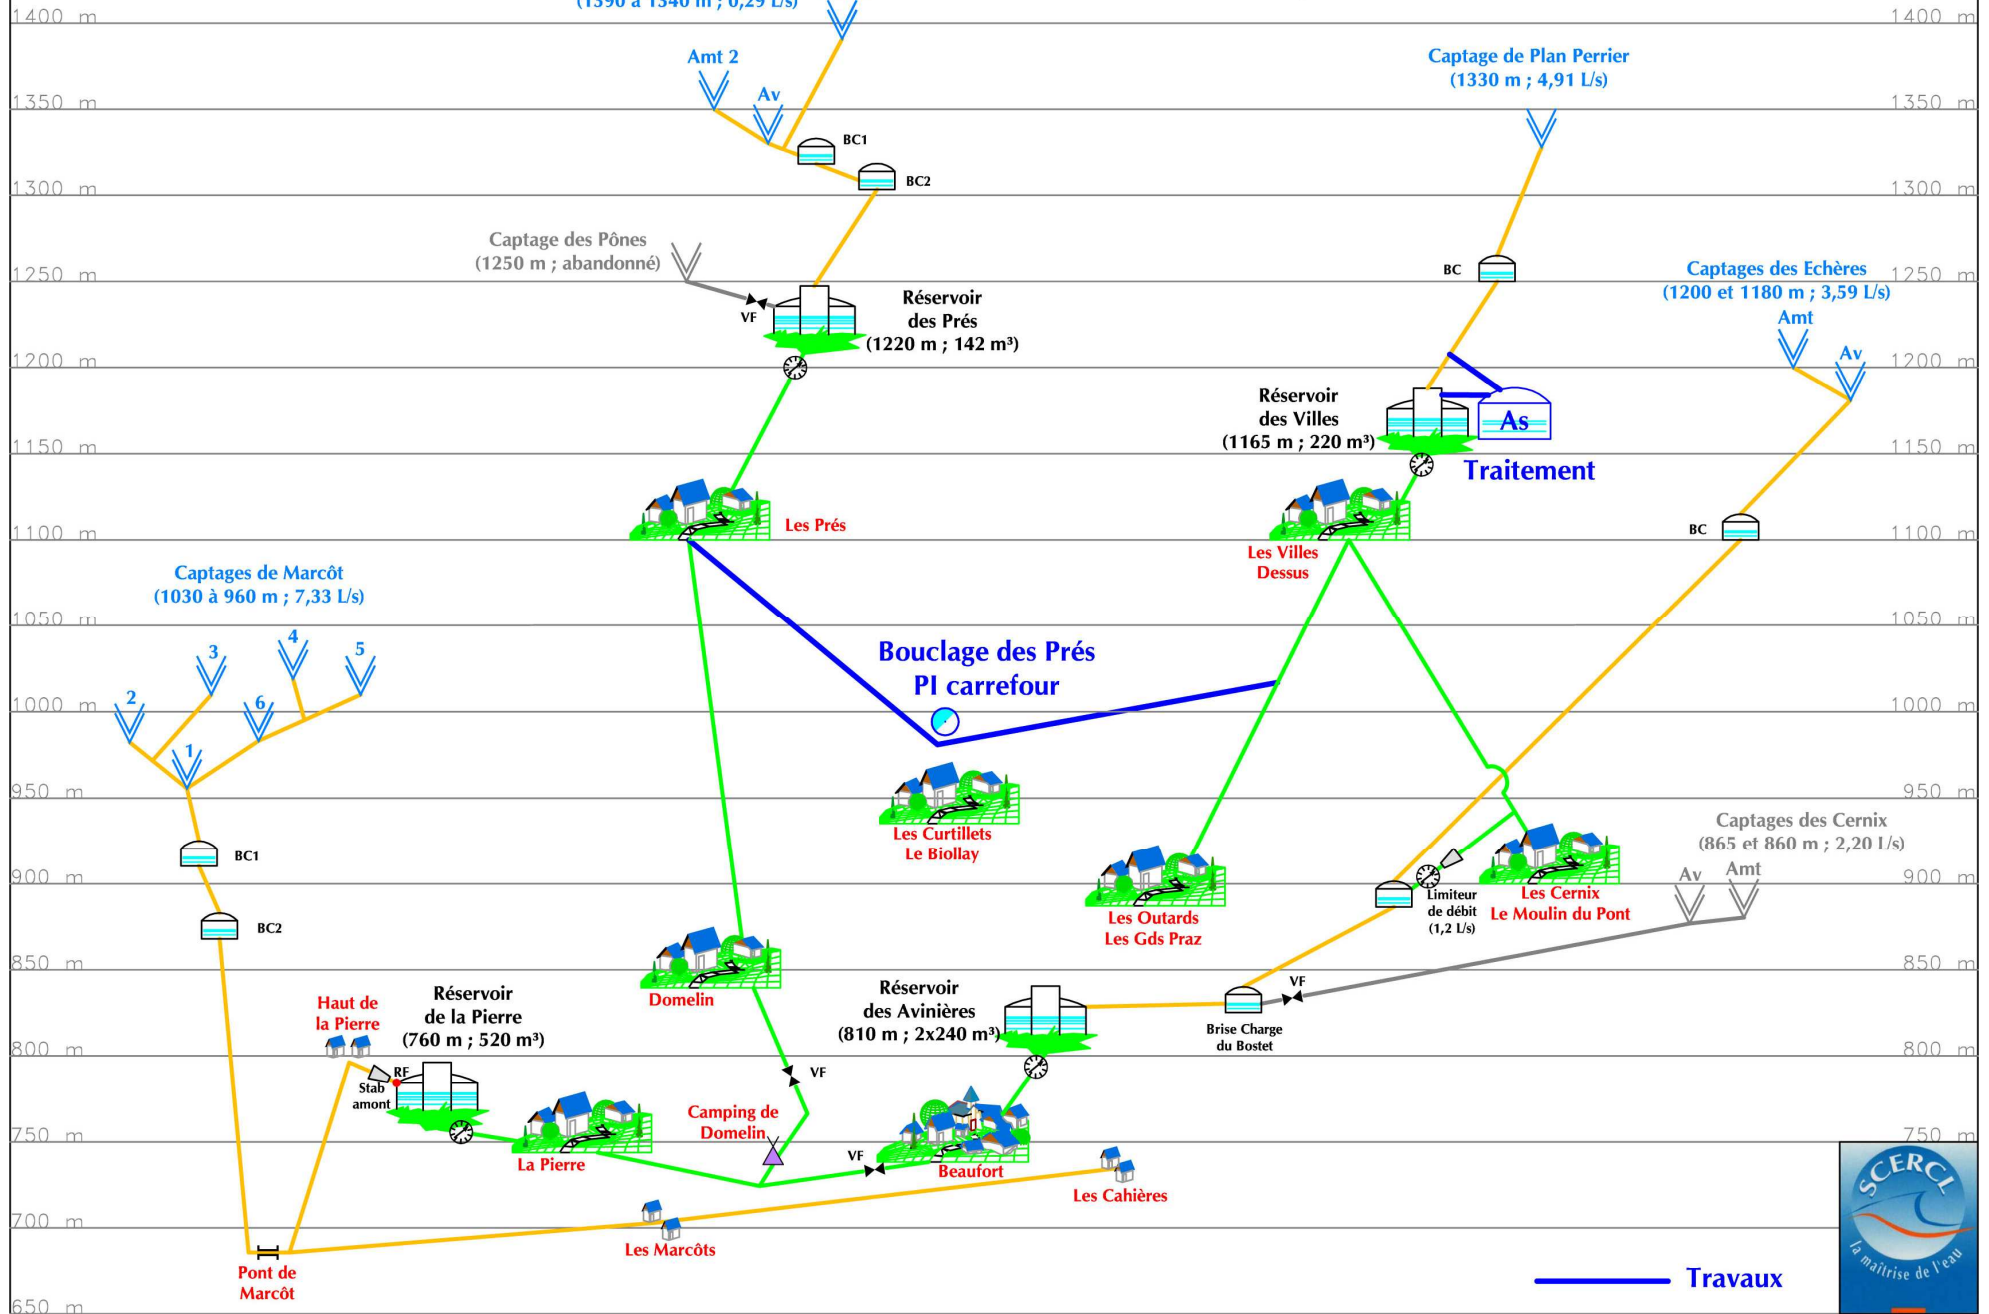 (1390 à 1340 m ; 6,29 L/s)
1400 m
1400 m
Amt 2
Captage de Plan Perrier
(1330 m ; 4,91 L/s)
Av
1350 m
1350 m
BC1
BC2
1300 m
1300 m
Captage des Pônes
(1250 m ; abandonné)
BC
Captages des Echères
(1200 et 1180 m ; 3,59 L/s)
1250 m
1250 m
Réservoir
des Prés
(1220 m ; 142 m³)
VF
Amt
Av
1200 m
1200 m
Réservoir
des Villes
(1165 m ; 220 m³)
As
Traitement
1150 m
1150 m
Les Prés
BC
1100 m
1100 m
Les Villes
Dessus
Captages de Marcôt
(1030 à 960 m ; 7,33 L/s)
1050 m
1050 m
Bouclage des Prés
PI carrefour
2
3
4
5
6
1
1000 m
1000 m
950 m
950 m
Les Curtillets
Le Biollay
Captages des Cernix
(865 et 860 m ; 2,20 L/s)
Av
Amt
BC1
900 m
900 m
Limiteur
de débit
(1,2 L/s)
Les Cernix
Le Moulin du Pont
Les Outards
Les Gds Praz
BC2
850 m
850 m
Domelin
Réservoir
des Avinières
(810 m ; 2x240 m³)
VF
Brise Charge
du Bostet
Haut de
la Pierre
Réservoir
de la Pierre
(760 m ; 520 m³)
800 m
800 m
RF
Stab
amont
VF
Camping de
Domelin
750 m
750 m
La Pierre
VF
Beaufort
Les Cahières
700 m
Les Marcôts
Pont de
Marcôt
650 m
Travaux
SCERCL
la maîtrise de l'eau